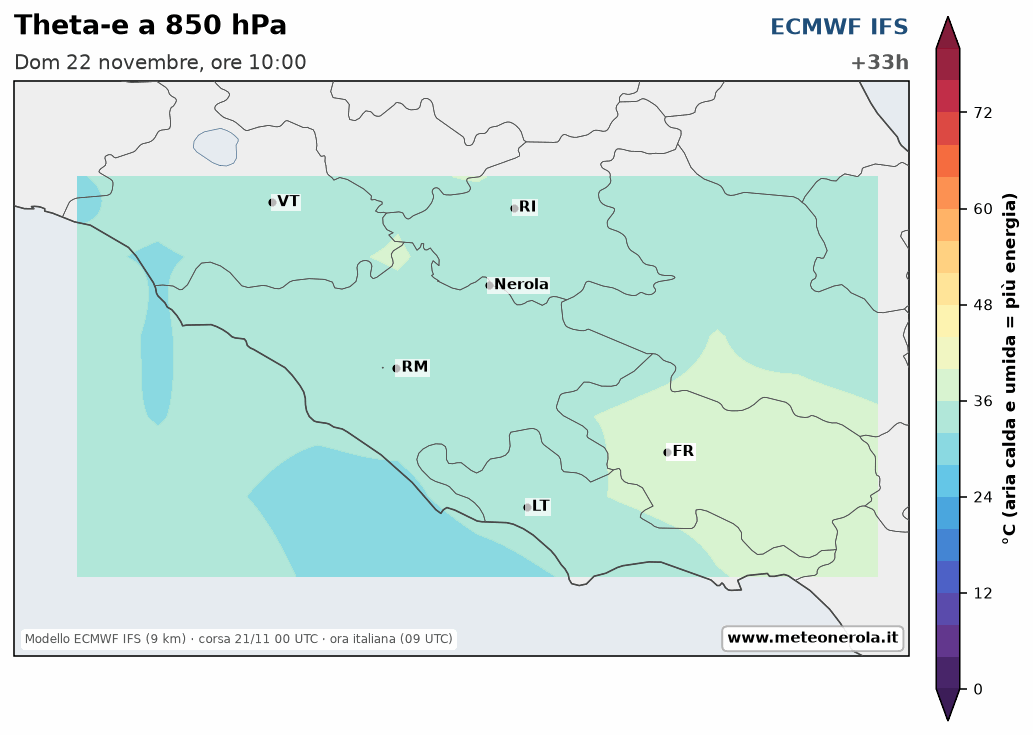 Theta-e a 850 hPa
ECMWF IFS
Dom 22 novembre, ore 10:00
+33h
VT
RI
Nerola
RM
FR
LT
Modello ECMWF IFS (9 km) · corsa 21/11 00 UTC · ora italiana (09 UTC)
www.meteonerola.it
72
60
48
36
24
12
0
°C (aria calda e umida = più energia)